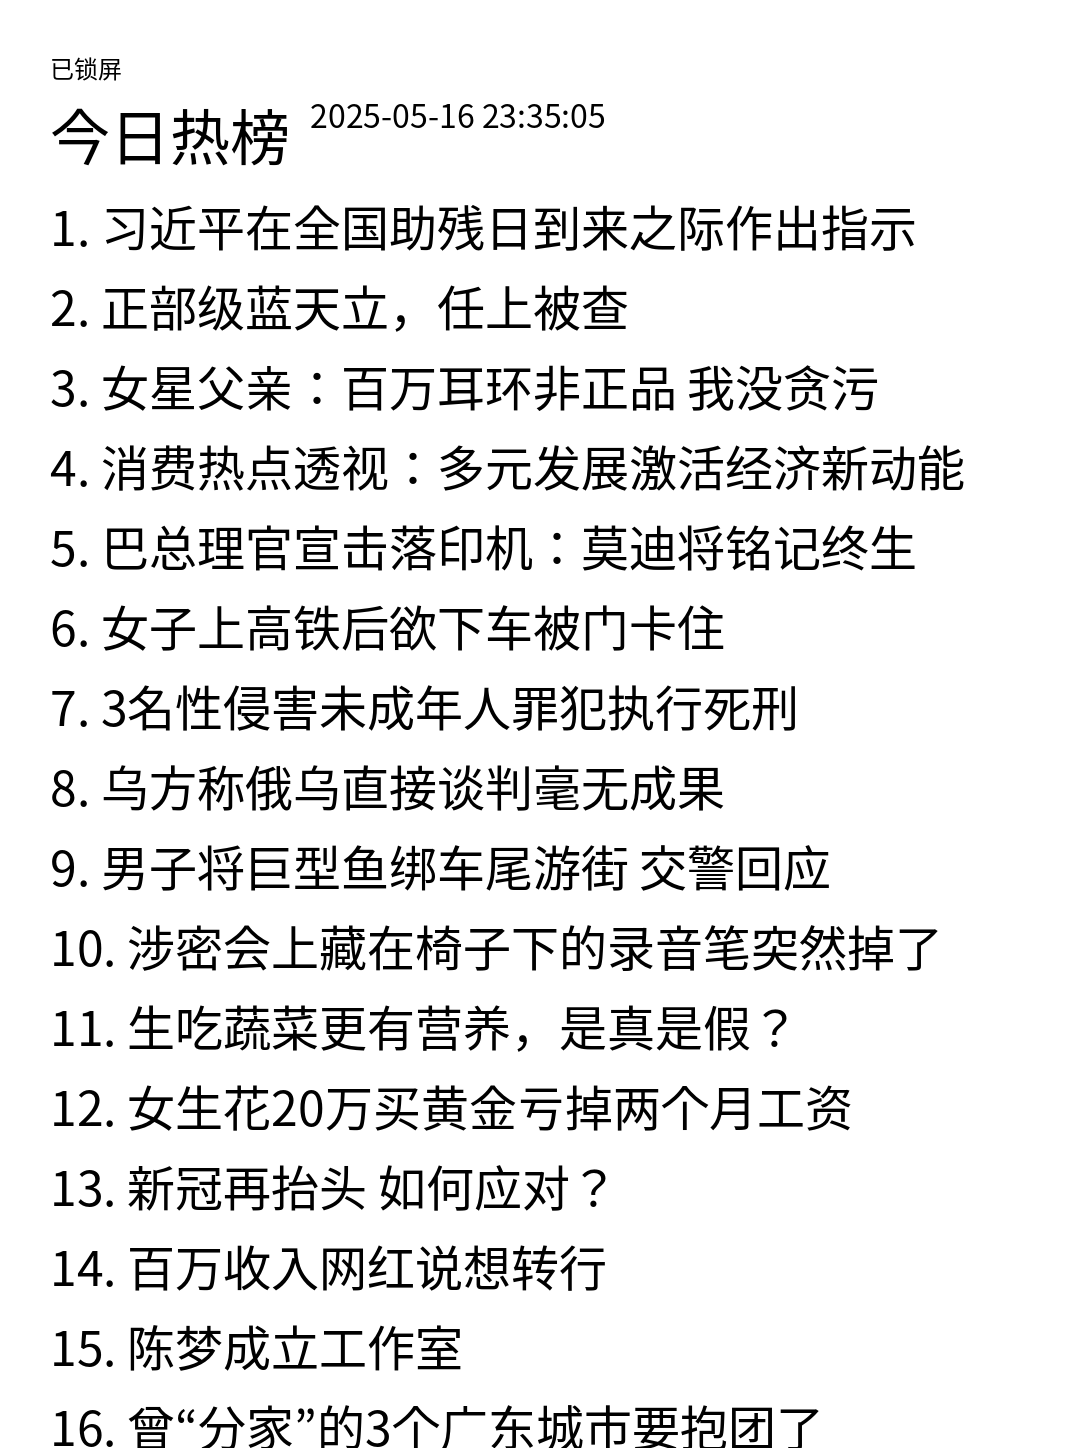 已锁屏
今日热榜 2025-05-16 23:35:05
1. 习近平在全国助残日到来之际作出指示
2. 正部级蓝天立，任上被查
3. 女星父亲：百万耳环非正品 我没贪污
4. 消费热点透视：多元发展激活经济新动能
5. 巴总理官宣击落印机：莫迪将铭记终生
6. 女子上高铁后欲下车被门卡住
7. 3名性侵害未成年人罪犯执行死刑
8. 乌方称俄乌直接谈判毫无成果
9. 男子将巨型鱼绑车尾游街 交警回应
10. 涉密会上藏在椅子下的录音笔突然掉了
11. 生吃蔬菜更有营养，是真是假？
12. 女生花20万买黄金亏掉两个月工资
13. 新冠再抬头 如何应对？
14. 百万收入网红说想转行
15. 陈梦成立工作室
16. 曾“分家”的3个广东城市要抱团了